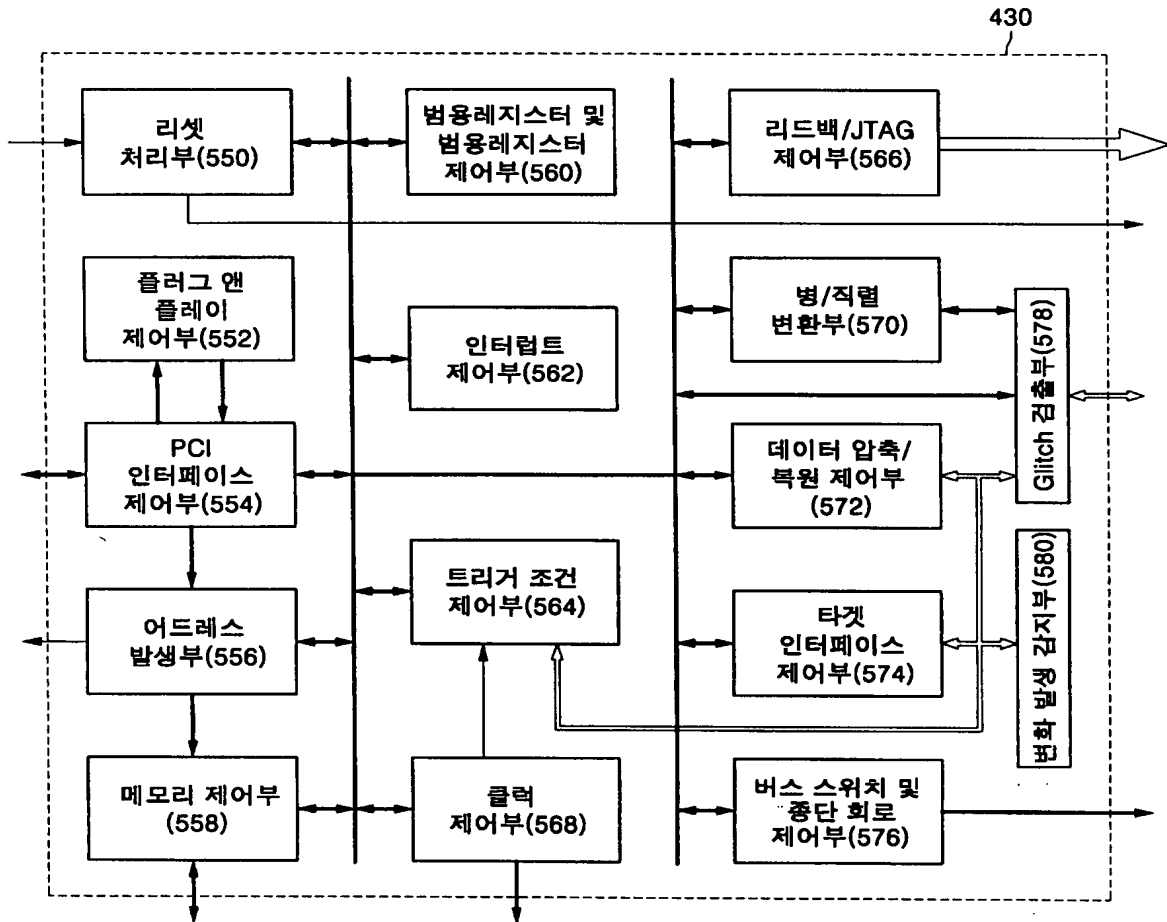 430
리셋
처리부(550)
범용레지스터 및
범용레지스터
제어부(560)
리드백/JTAG
제어부(566)
플러그 앤
플레이
제어부(552)
인터럽트
제어부(562)
병/직렬
변환부(570)
Glitch 검출부(578)
PCI
인터페이스
제어부(554)
데이터 압축/
복원 제어부
(572)
어드레스
발생부(556)
트리거 조건
제어부(564)
타겟
인터페이스
제어부(574)
변화 발생 감지부(580)
메모리 제어부
(558)
클럭
제어부(568)
버스 스위치 및
종단 회로
제어부(576)